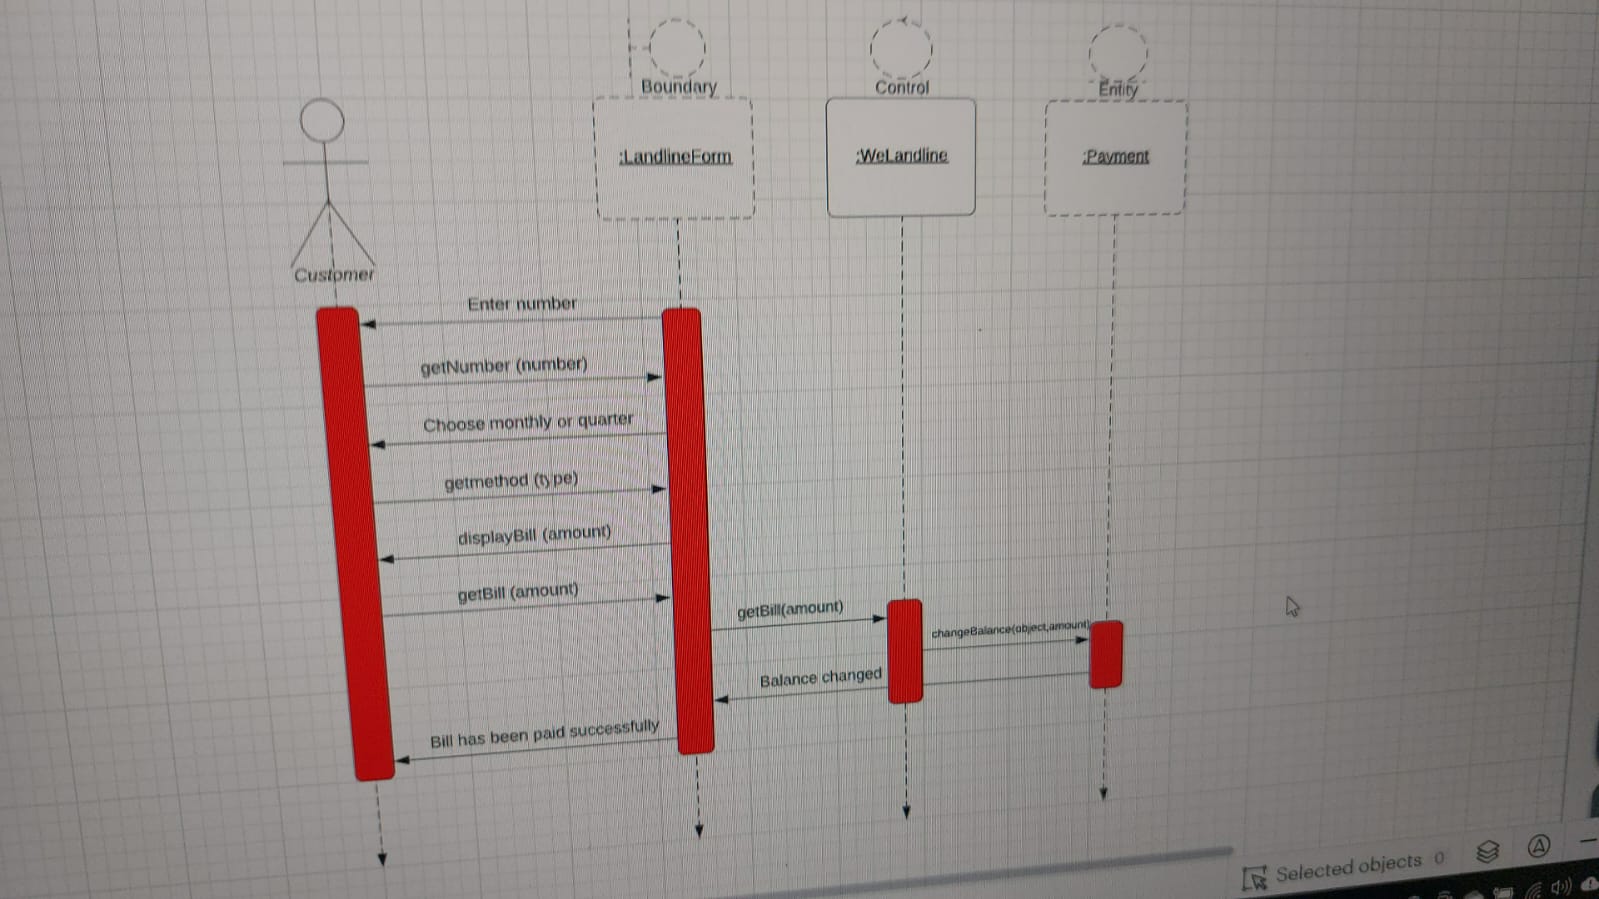 Boundary
Control
Entity
:LandlineForm
:WeLandline
:Payment
Customer
Enter number
getNumber (number)
Choose monthly or quarter
getmethod (type)
displayBill (amount)
getBill (amount)
getBill(amount)
changeBalance(object,amount)
Balance changed
Bill has been paid successfully
Selected objects 0